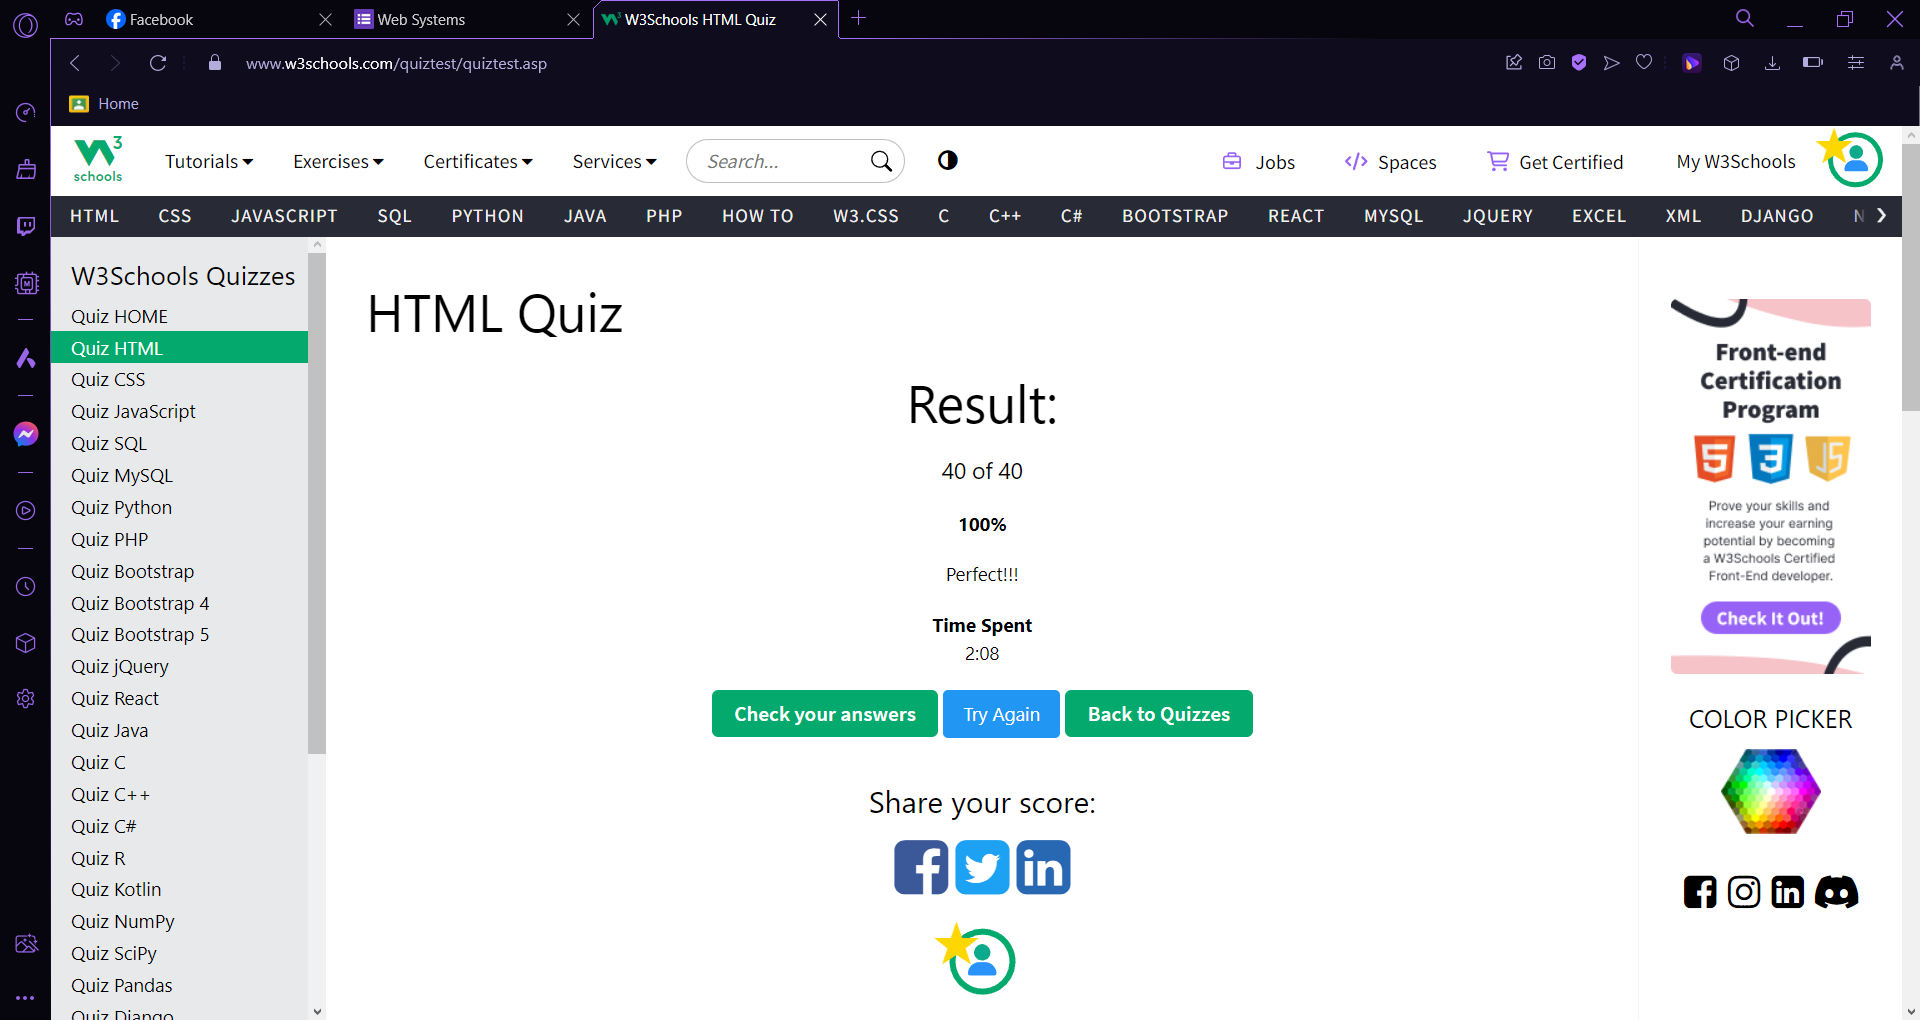 Facebook
Web Systems
W3Schools HTML Quiz
www.w3schools.com/quiztest/quiztest.asp
Home
W3 schools
Tutorials
Exercises
Certificates
Services
Search...
Jobs
</> Spaces
Get Certified
My W3Schools
HTML CSS JAVASCRIPT SQL PYTHON JAVA PHP HOW TO W3.CSS C C++ C# BOOTSTRAP REACT MYSQL JQUERY EXCEL XML DJANGO N
W3Schools Quizzes
Quiz HOME
Quiz HTML
Quiz CSS
Quiz JavaScript
Quiz SQL
Quiz MySQL
Quiz Python
Quiz PHP
Quiz Bootstrap
Quiz Bootstrap 4
Quiz Bootstrap 5
Quiz jQuery
Quiz React
Quiz Java
Quiz C
Quiz C++
Quiz C#
Quiz R
Quiz Kotlin
Quiz NumPy
Quiz SciPy
Quiz Pandas
Quiz Django
HTML Quiz
Result:
40 of 40
100%
Perfect!!!
Time Spent
2:08
Check your answers
Try Again
Back to Quizzes
Share your score:
Front-end
Certification
Program
5 3 JS
Prove your skills and
increase your earning
potential by becoming
a W3Schools Certified
Front-End developer.
Check It Out!
COLOR PICKER